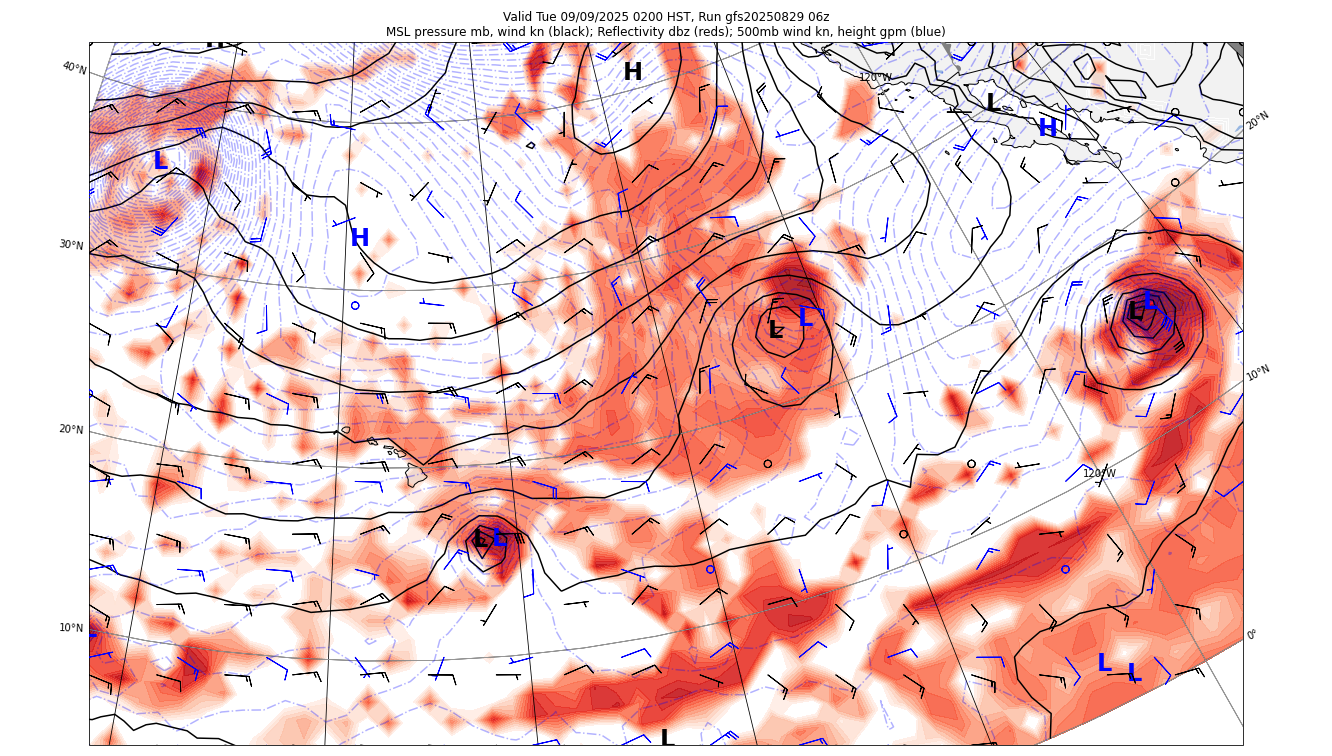 Valid Tue 09/09/2025 0200 HST, Run gfs20250829 06z
MSL pressure mb, wind kn (black); Reflectivity dbz (reds); 500mb wind kn, height gpm (blue)
H
40°N
H
120°W
L
H
20°N
L
30°N
H
L
L
L
L
10°N
20°N
120°W
L
L
10°N
0°
L
L
L